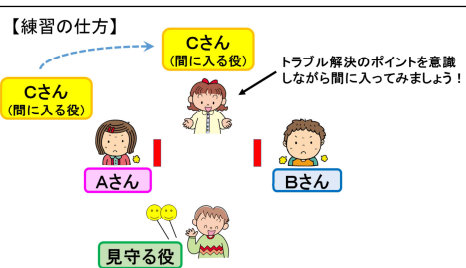 【練習の仕方】
Cさん
(間に入る役)
トラブル解決のポイントを意識
しながら間に入ってみましょう！
Cさん
(間に入る役)
Aさん
Bさん
見守る役